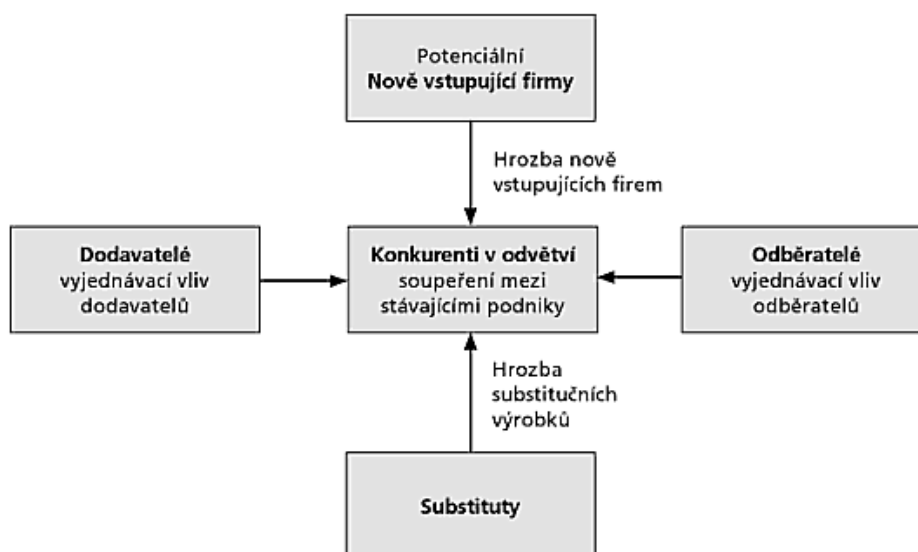 Potenciální
Nově vstupující firmy
Hrozba nově
vstupujících firem
Dodavatelé
vyjednávací vliv
dodavatelů
Konkurenti v odvětví
soupeření mezi
stávajícími podniky
Odběratelé
vyjednávací vliv
odběratelů
Hrozba
substitučních
výrobků
Substituty